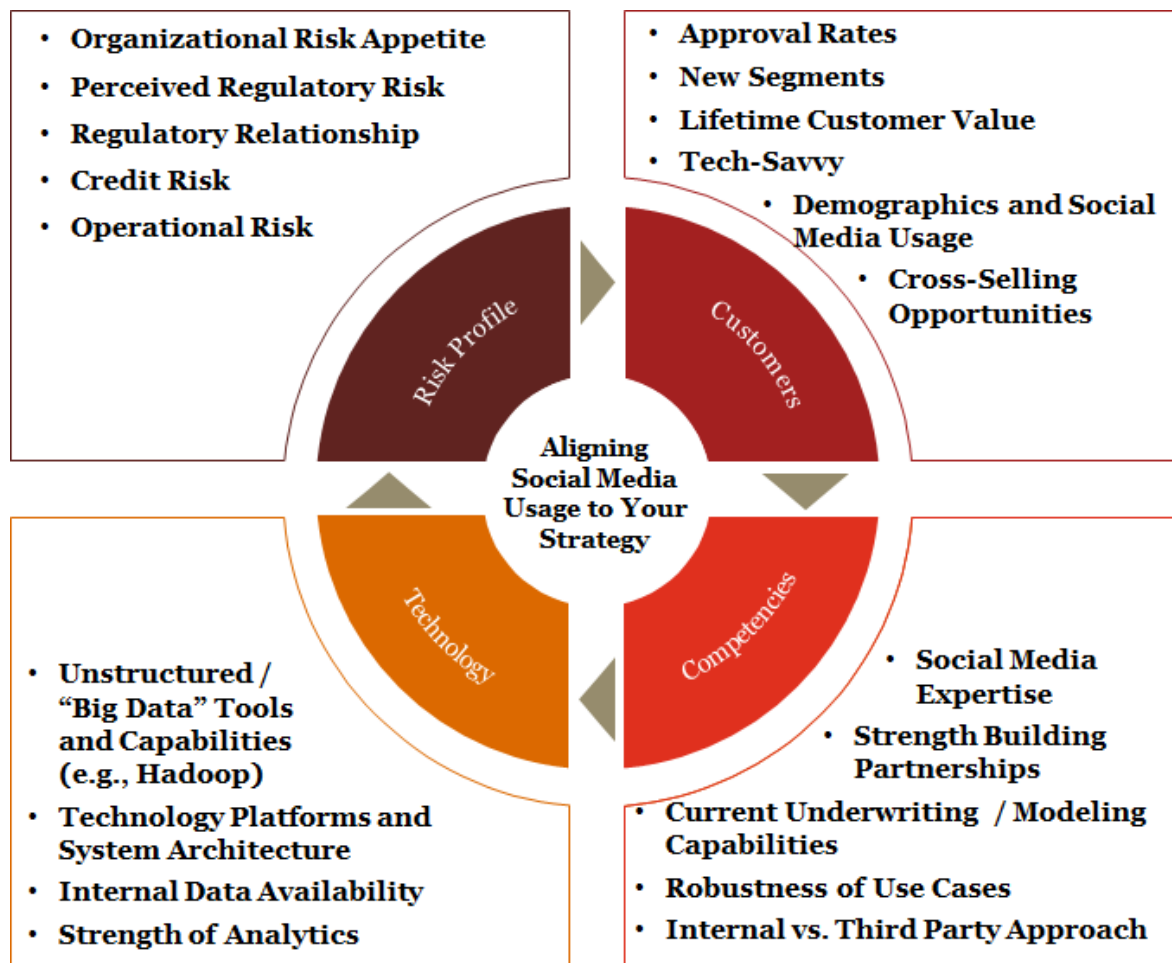 • Organizational Risk Appetite
• Perceived Regulatory Risk
• Regulatory Relationship
• Credit Risk
• Operational Risk
• Approval Rates
• New Segments
• Lifetime Customer Value
• Tech-Savvy
• Demographics and Social
Media Usage
• Cross-Selling
Opportunities
Risk Profile
Customers
Aligning
Social Media
Usage to Your
Strategy
Technology
Competencies
• Unstructured /
“Big Data” Tools
and Capabilities
(e.g., Hadoop)
• Technology Platforms and
System Architecture
• Internal Data Availability
• Strength of Analytics
• Social Media
Expertise
• Strength Building
Partnerships
• Current Underwriting / Modeling
Capabilities
• Robustness of Use Cases
• Internal vs. Third Party Approach